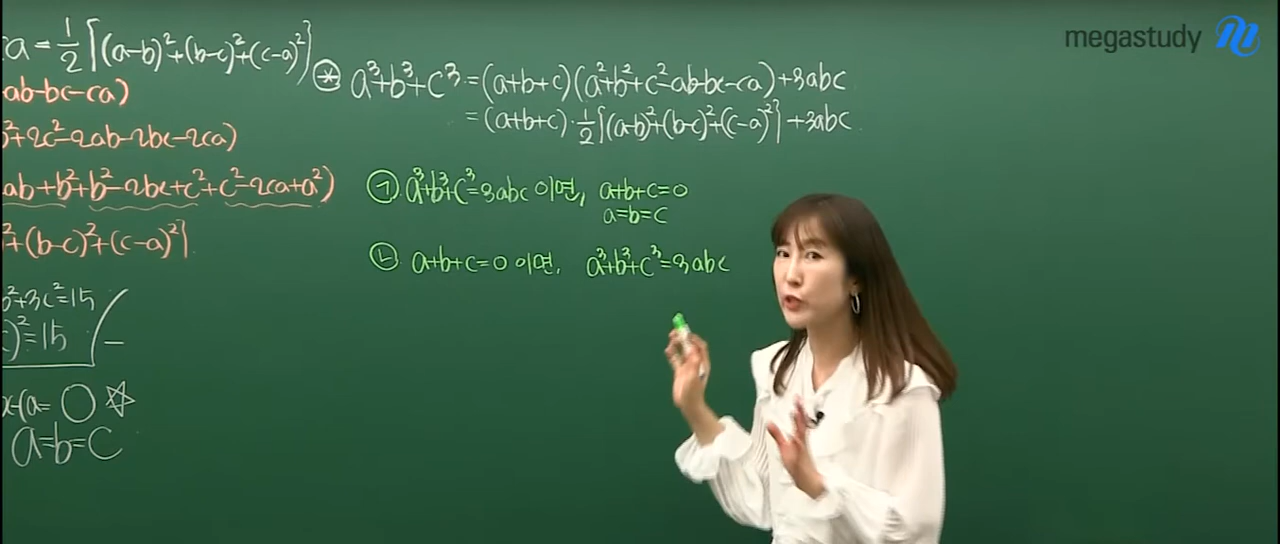 megastudy
ca = 1/2{(a-b)²+(b-c)²+(c-a)²}
ab-bc-ca)
b²+2c²-2ab-2bc-2ca)
ab+b²+b²-2bc+c²+c²-2ca+a²)
²+(b-c)²+(c-a)²}
b²+3c²=15
c)²=15
=0☆
a=b=c
⊛ a³+b³+c³=(a+b+c)(a²+b²+c²-ab-bc-ca)+3abc
=(a+b+c)·1/2{(a-b)²+(b-c)²+(c-a)²}+3abc
㉠ a³+b³+c³=3abc 이면, a+b+c=0
a=b=c
㉡ a+b+c=0 이면, a³+b³+c³=3abc